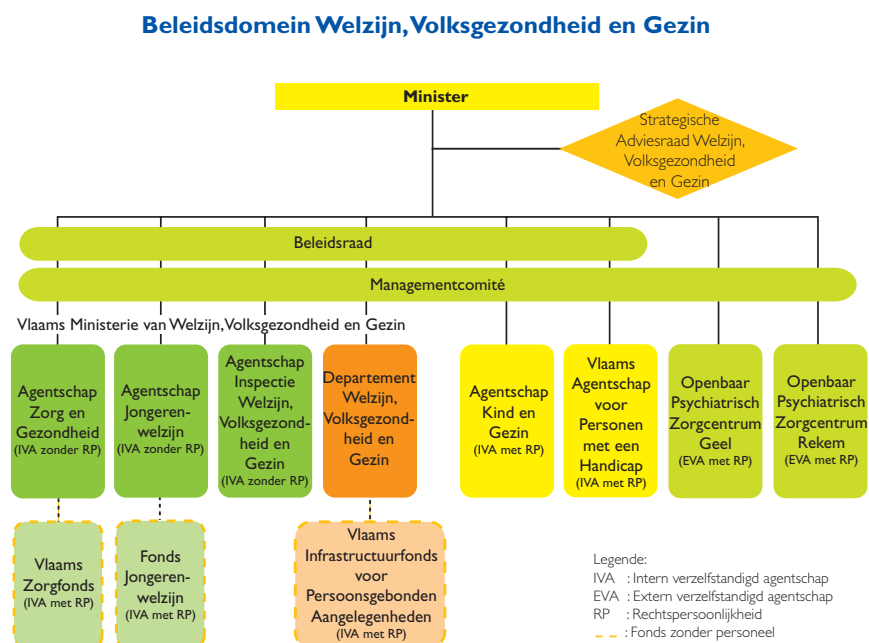 Beleidsdomein Welzijn, Volksgezondheid en Gezin
Minister
Strategische
Adviesraad Welzijn,
Volksgezondheid
en Gezin
Beleidsraad
Managementcomité
Vlaams Ministerie van Welzijn, Volksgezondheid en Gezin
Agentschap
Zorg en
Gezondheid
(IVA zonder RP)
Agentschap
Jongeren-
welzijn
(IVA zonder RP)
Agentschap
Inspectie
Welzijn,
Volksgezond-
heid en
Gezin
(IVA zonder RP)
Departement
Welzijn,
Volksgezond-
heid en
Gezin
Agentschap
Kind en
Gezin
(IVA met RP)
Vlaams
Agentschap
voor
Personen
met een
Handicap
(IVA met RP)
Openbaar
Psychiatrisch
Zorgcentrum
Geel
(EVA met RP)
Openbaar
Psychiatrisch
Zorgcentrum
Rekem
(EVA met RP)
Vlaams
Zorgfonds
(IVA met RP)
Fonds
Jongeren-
welzijn
(IVA met RP)
Vlaams
Infrastructuurfonds
voor
Persoonsgebonden
Aangelegenheden
(IVA met RP)
Legende:
IVA : Intern verzelfstandigd agentschap
EVA : Extern verzelfstandigd agentschap
RP : Rechtspersoonlijkheid
: Fonds zonder personeel